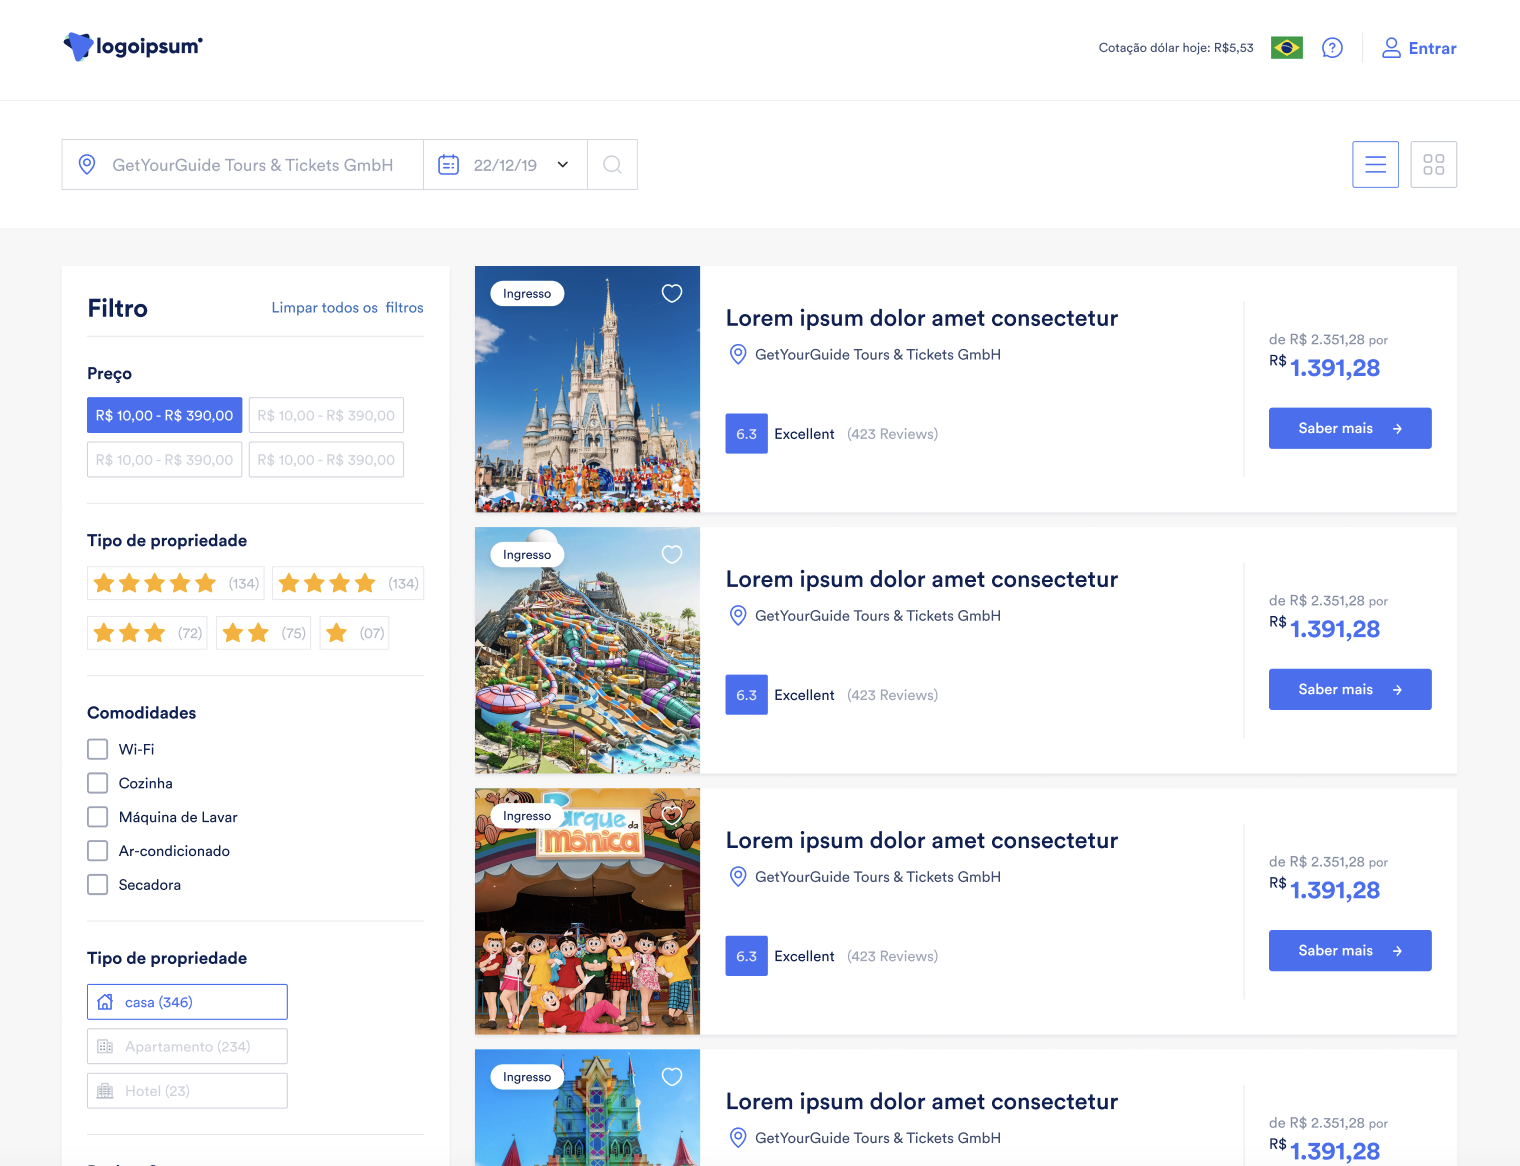 logoipsum
Cotação dólar hoje: R$5,53
Entrar
GetYourGuide Tours & Tickets GmbH
22/12/19
Filtro
Limpar todos os filtros
Preço
R$ 10,00 - R$ 390,00
R$ 10,00 - R$ 390,00
R$ 10,00 - R$ 390,00
R$ 10,00 - R$ 390,00
Tipo de propriedade
(134)
(134)
(72)
(75)
(07)
Comodidades
Wi-Fi
Cozinha
Máquina de Lavar
Ar-condicionado
Secadora
Tipo de propriedade
casa (346)
Apartamento (234)
Hotel (23)
Ingresso
Lorem ipsum dolor amet consectetur
GetYourGuide Tours & Tickets GmbH
6.3 Excellent (423 Reviews)
de R$ 2.351,28 por
R$ 1.391,28
Saber mais
Ingresso
Lorem ipsum dolor amet consectetur
GetYourGuide Tours & Tickets GmbH
6.3 Excellent (423 Reviews)
de R$ 2.351,28 por
R$ 1.391,28
Saber mais
Ingresso
Parque da
Mônica
Lorem ipsum dolor amet consectetur
GetYourGuide Tours & Tickets GmbH
6.3 Excellent (423 Reviews)
de R$ 2.351,28 por
R$ 1.391,28
Saber mais
Ingresso
Lorem ipsum dolor amet consectetur
GetYourGuide Tours & Tickets GmbH
de R$ 2.351,28 por
R$ 1.391,28